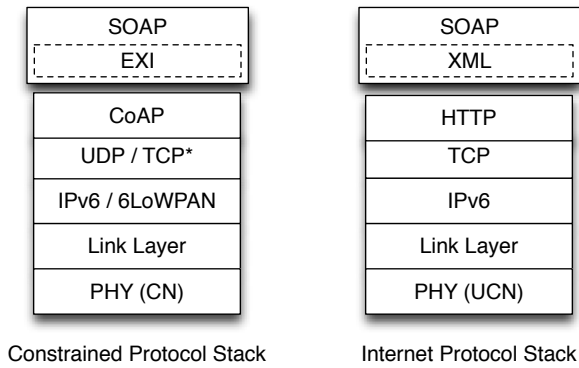 SOAP
EXI
CoAP
UDP / TCP*
IPv6 / 6LoWPAN
Link Layer
PHY (CN)
Constrained Protocol Stack
SOAP
XML
HTTP
TCP
IPv6
Link Layer
PHY (UCN)
Internet Protocol Stack